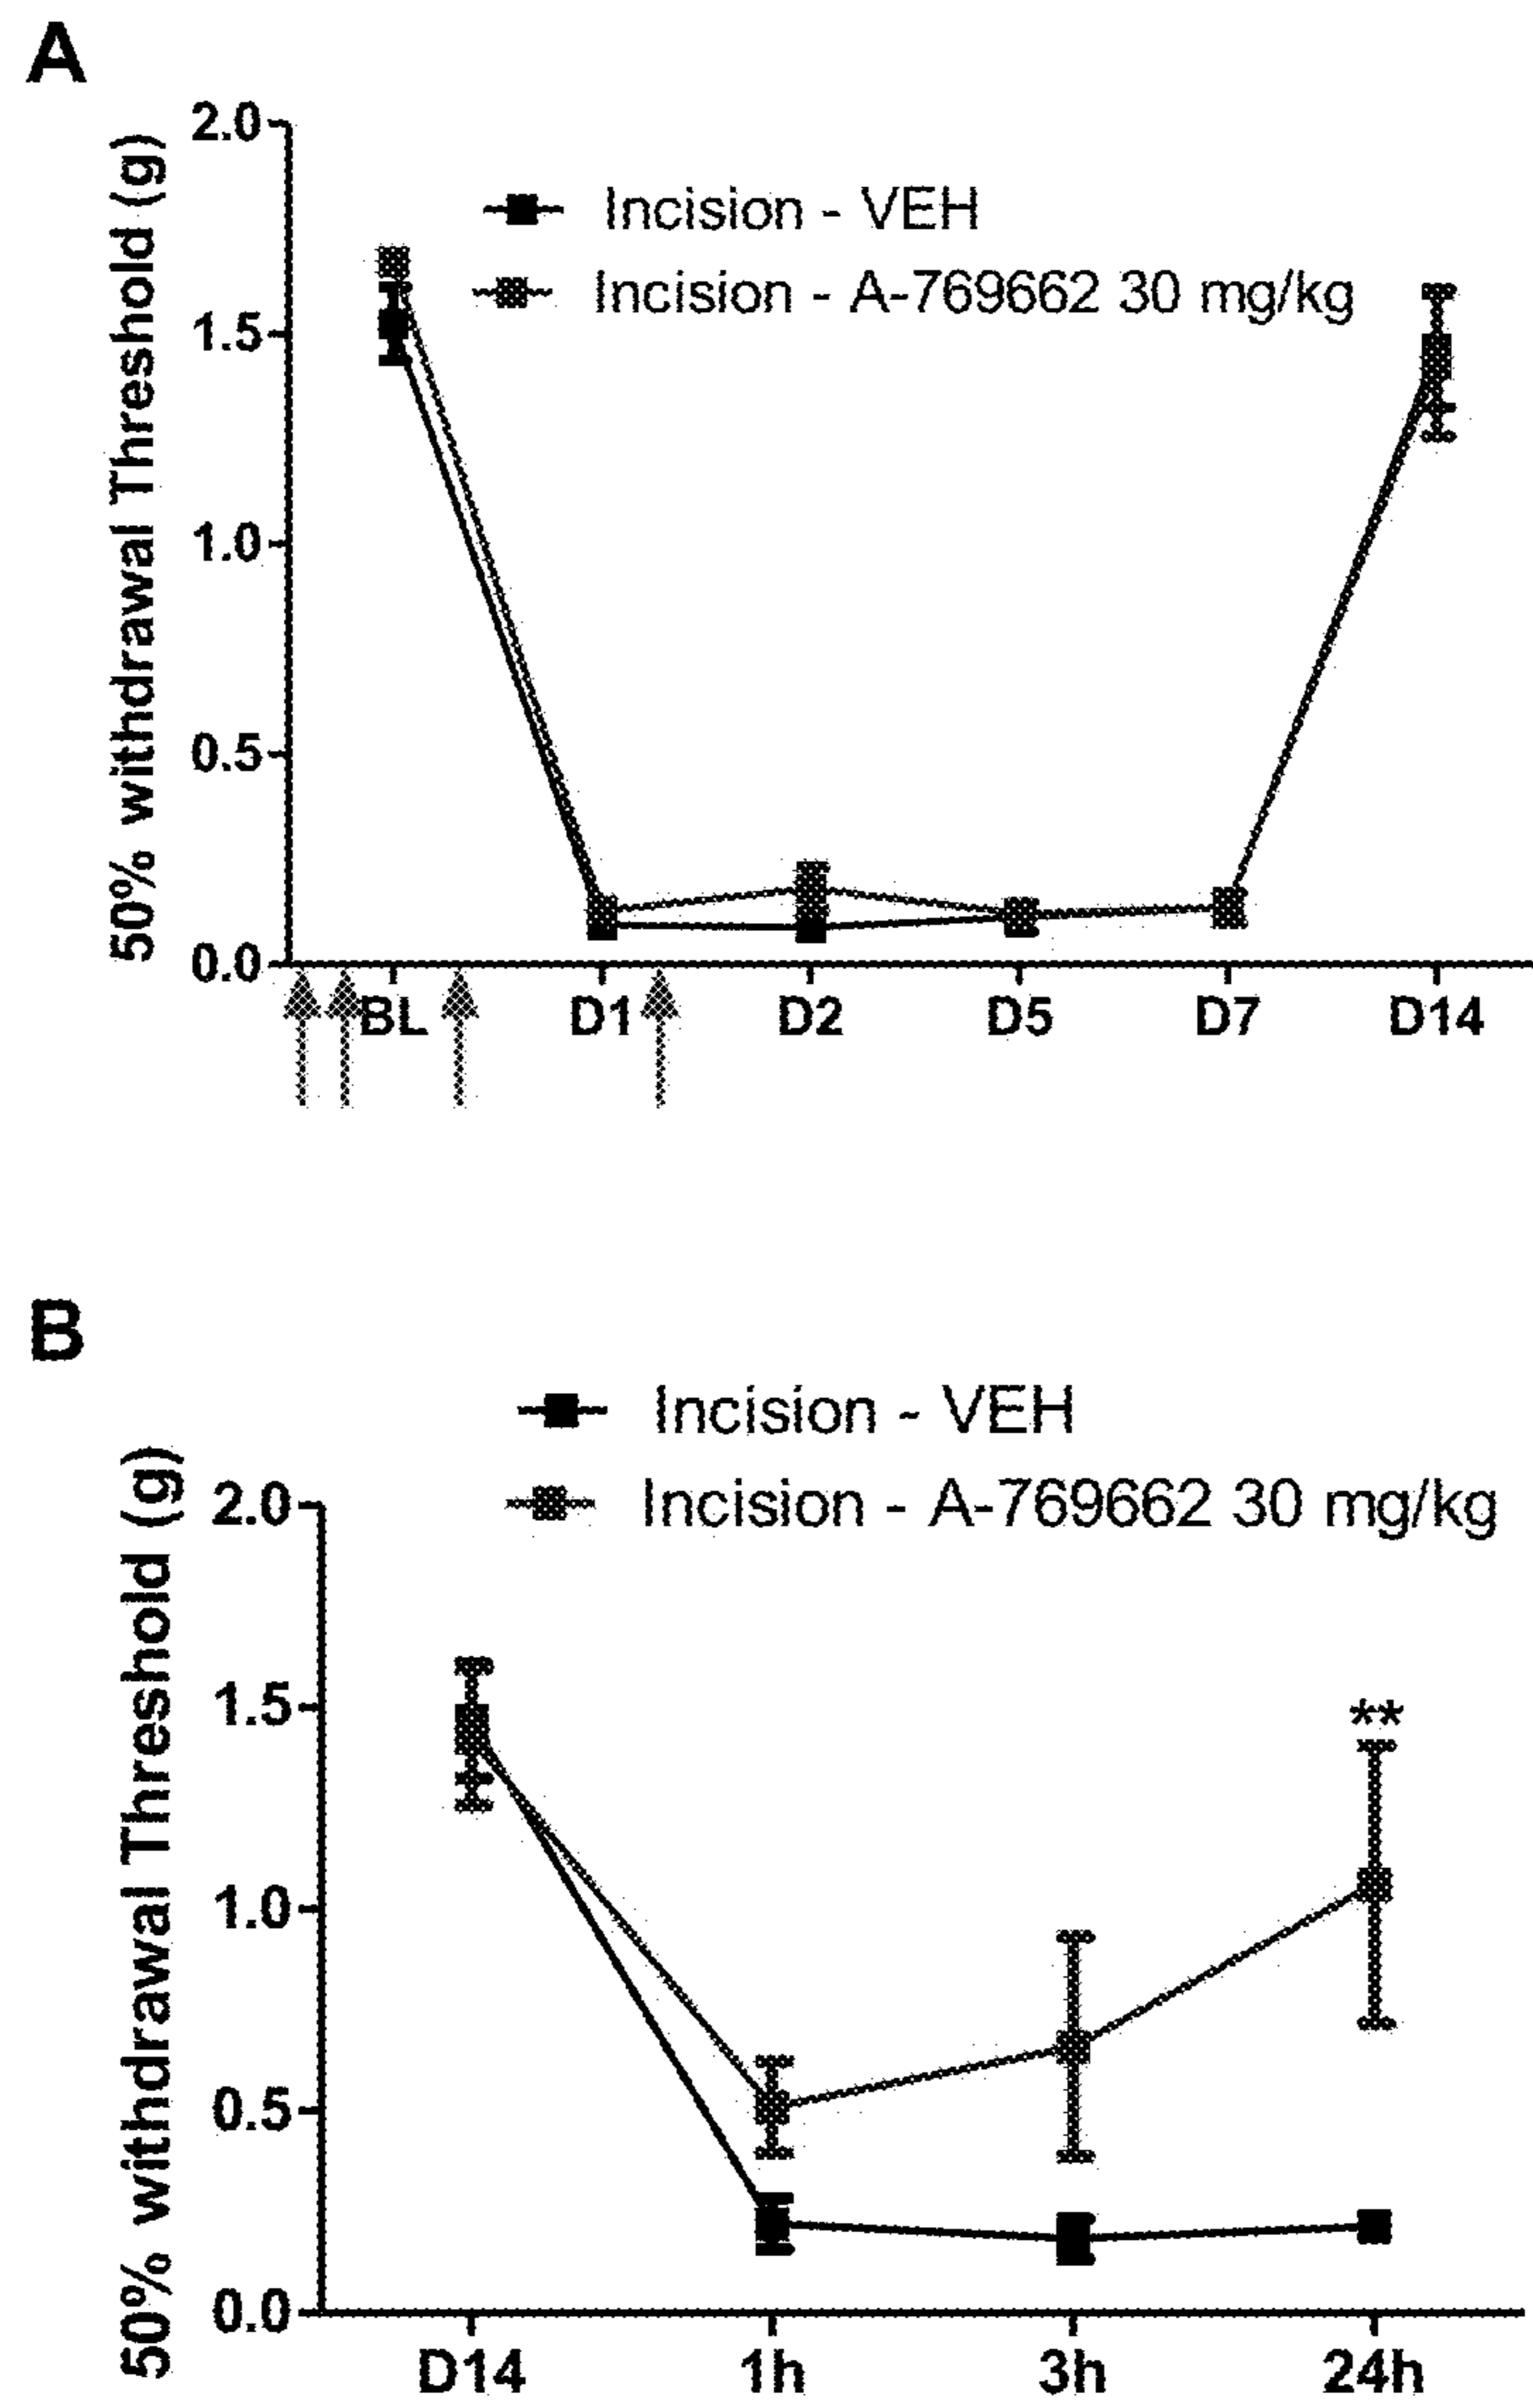 A
50% withdrawal Threshold (g)
2.0
1.5
1.0
0.5
0.0
Incision - VEH
Incision - A-769662 30 mg/kg
BL D1 D2 D5 D7 D14
B
50% withdrawal Threshold (g)
Incision - VEH
Incision - A-769662 30 mg/kg
2.0
1.5
1.0
0.5
0.0
**
D14 1h 3h 24h